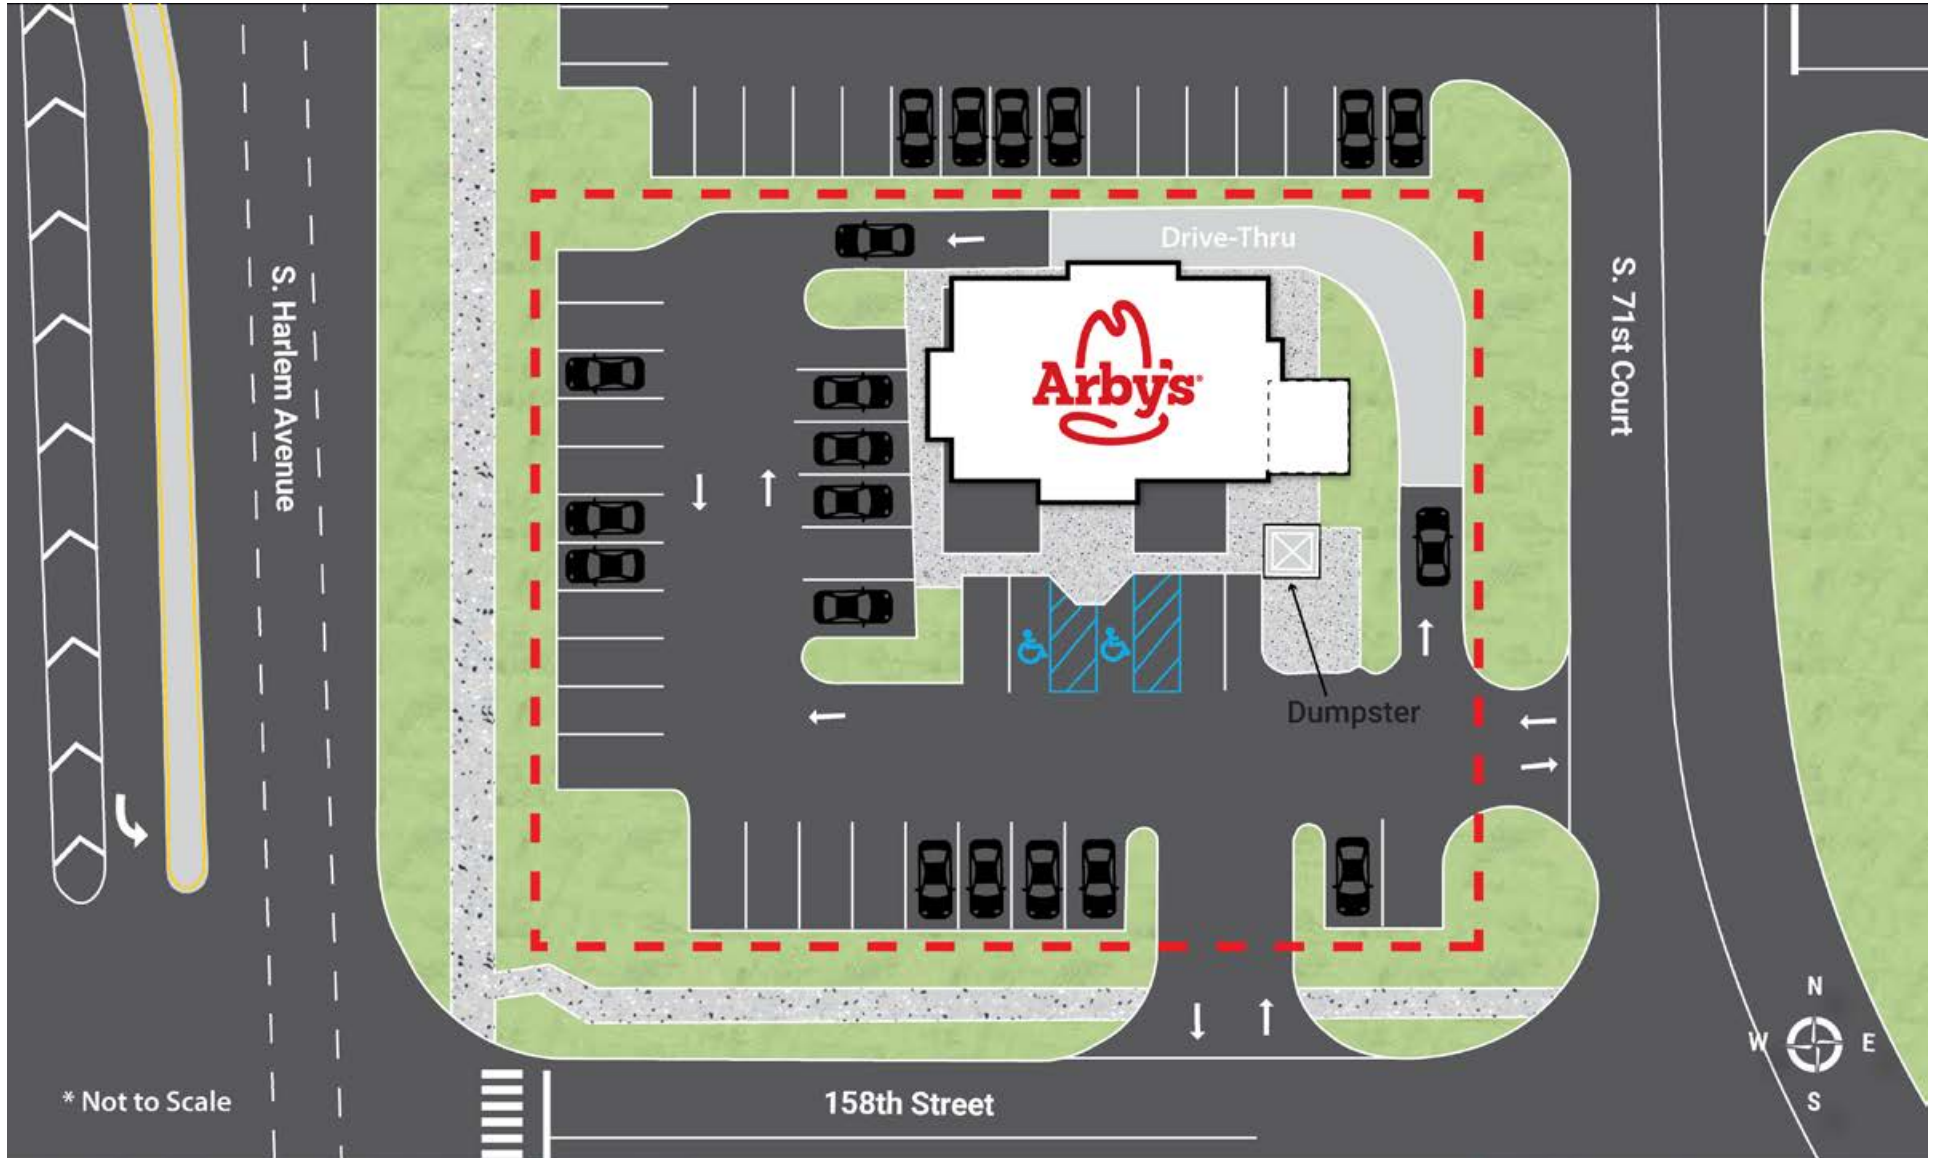 Drive-Thru
S. Harlem Avenue
S. 71st Court
Arby's®
Dumpster
N
W
E
S
* Not to Scale
158th Street